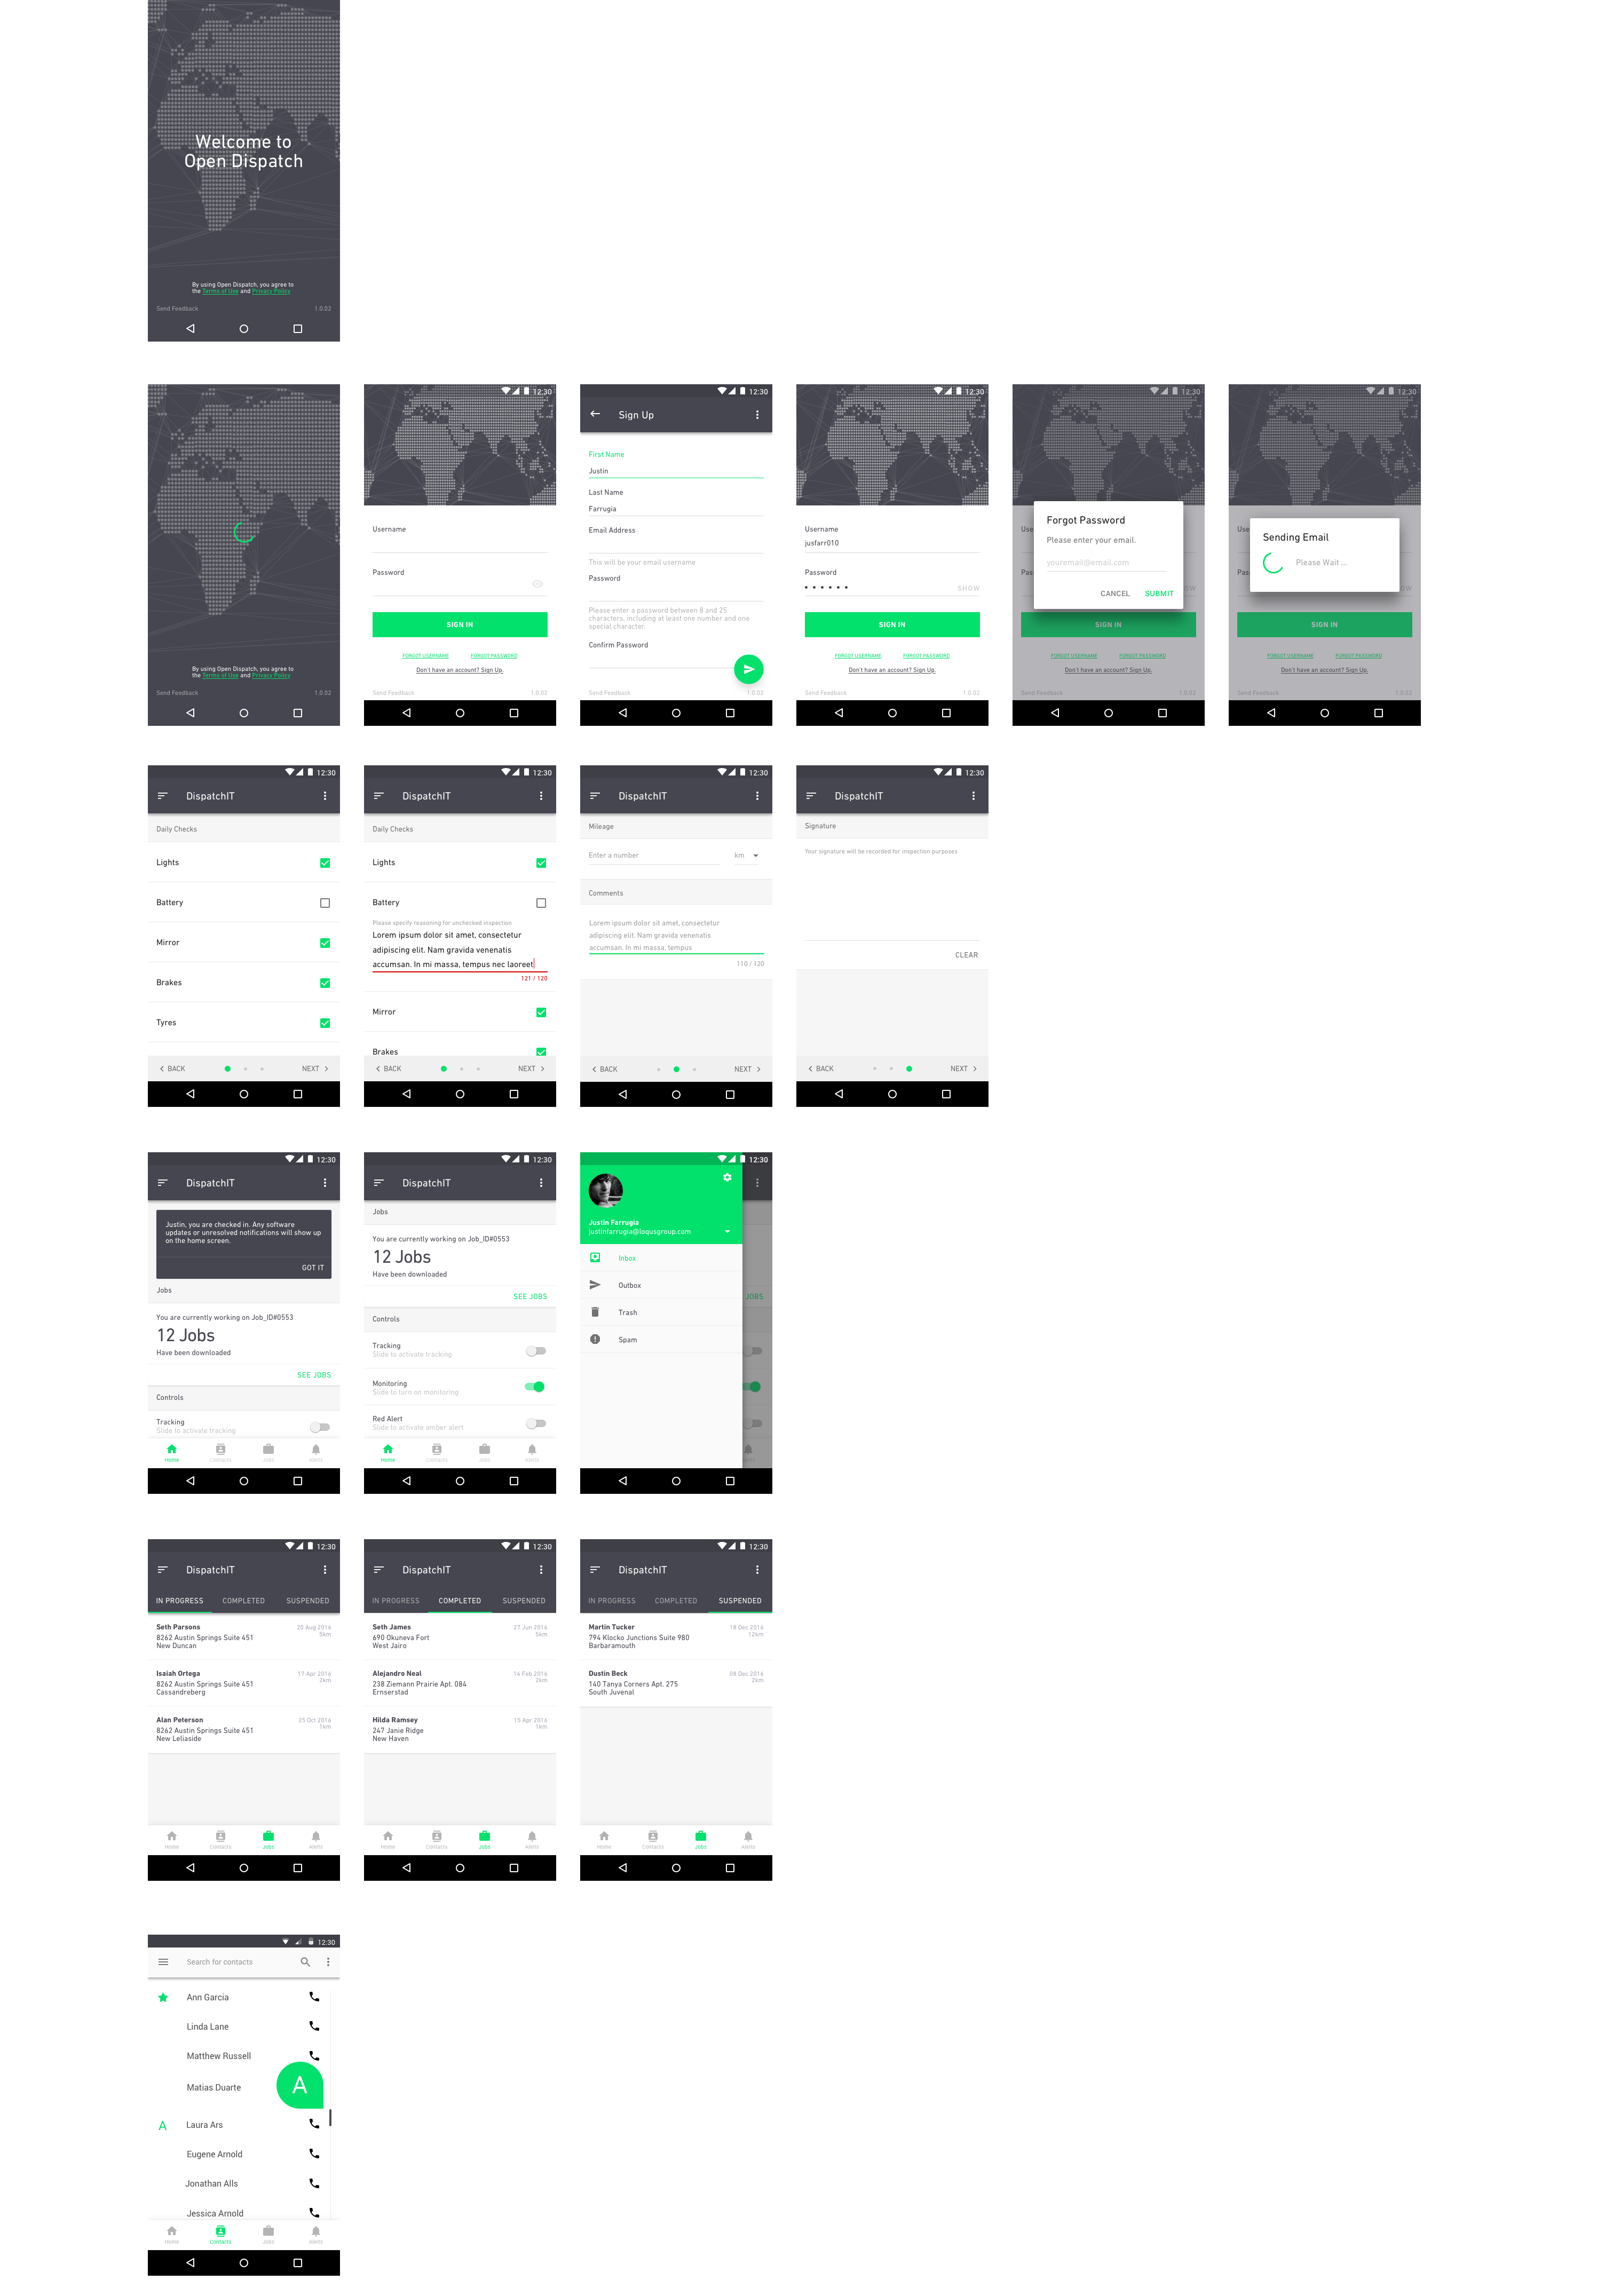 Welcome to
Open Dispatch
By using Open Dispatch, you agree to
the Terms of Use and Privacy Policy
Send Feedback 1.0.02
By using Open Dispatch, you agree to
the Terms of Use and Privacy Policy
Send Feedback 1.0.02
12:30
Username
Password
SIGN IN
FORGOT USERNAME FORGOT PASSWORD
Don't have an account? Sign Up.
Send Feedback 1.0.02
12:30
Sign Up
First Name
Justin
Last Name
Farrugia
Email Address
This will be your email username
Password
Please enter a password between 8 and 25
characters, including at least one number and one
special character.
Confirm Password
Send Feedback 1.0.02
12:30
Username
jusfarr010
Password
SHOW
SIGN IN
FORGOT USERNAME FORGOT PASSWORD
Don't have an account? Sign Up.
Send Feedback 1.0.02
12:30
Forgot Password
Please enter your email.
youremail@email.com
CANCEL SUBMIT
SIGN IN
FORGOT USERNAME FORGOT PASSWORD
Don't have an account? Sign Up.
Send Feedback 1.0.02
12:30
Sending Email
Please Wait ...
SIGN IN
FORGOT USERNAME FORGOT PASSWORD
Don't have an account? Sign Up.
Send Feedback 1.0.02
12:30
DispatchIT
Daily Checks
Lights
Battery
Mirror
Brakes
Tyres
BACK NEXT
12:30
DispatchIT
Daily Checks
Lights
Battery
Please specify reasoning for unchecked inspection
Lorem ipsum dolor sit amet, consectetur
adipiscing elit. Nam gravida venenatis
accumsan. In mi massa, tempus nec laoreet
121 / 120
Mirror
Brakes
BACK NEXT
12:30
DispatchIT
Mileage
Enter a number km
Comments
Lorem ipsum dolor sit amet, consectetur
adipiscing elit. Nam gravida venenatis
accumsan. In mi massa, tempus
110 / 120
BACK NEXT
12:30
DispatchIT
Signature
Your signature will be recorded for inspection purposes
CLEAR
BACK NEXT
12:30
DispatchIT
Justin, you are checked in. Any software
updates or unresolved notifications will show up
on the home screen.
GOT IT
Jobs
You are currently working on Job_ID#0553
12 Jobs
Have been downloaded
SEE JOBS
Controls
Tracking
Slide to activate tracking
Home Contacts Jobs Alerts
12:30
DispatchIT
Jobs
You are currently working on Job_ID#0553
12 Jobs
Have been downloaded
SEE JOBS
Controls
Tracking
Slide to activate tracking
Monitoring
Slide to turn on monitoring
Red Alert
Slide to activate amber alert
Home Contacts Jobs Alerts
12:30
Justin Farrugia
justinfarrugia@loqusgroup.com
Inbox
Outbox
JOBS
Trash
Spam
12:30
DispatchIT
IN PROGRESS COMPLETED SUSPENDED
Seth Parsons 20 Aug 2016
5km
8262 Austin Springs Suite 451
New Duncan
Isaiah Ortega 17 Apr 2016
2km
8262 Austin Springs Suite 451
Cassandreberg
Alan Peterson 25 Oct 2016
1km
8262 Austin Springs Suite 451
New Leliaside
Home Contacts Jobs Alerts
12:30
DispatchIT
IN PROGRESS COMPLETED SUSPENDED
Seth James 27 Jun 2016
5km
690 Okuneva Fort
West Jairo
Alejandro Neal 14 Feb 2016
2km
238 Ziemann Prairie Apt. 084
Ernserstad
Hilda Ramsey 15 Apr 2016
1km
247 Janie Ridge
New Haven
Home Contacts Jobs Alerts
12:30
DispatchIT
IN PROGRESS COMPLETED SUSPENDED
Martin Tucker 18 Dec 2016
12km
794 Klocko Junctions Suite 980
Barbaramouth
Dustin Beck 08 Dec 2016
2km
140 Tanya Corners Apt. 275
South Juvenal
Home Contacts Jobs Alerts
12:30
Search for contacts
Ann Garcia
Linda Lane
Matthew Russell
Matias Duarte
A
A Laura Ars
Eugene Arnold
Jonathan Alls
Jessica Arnold
Home Contacts Jobs Alerts